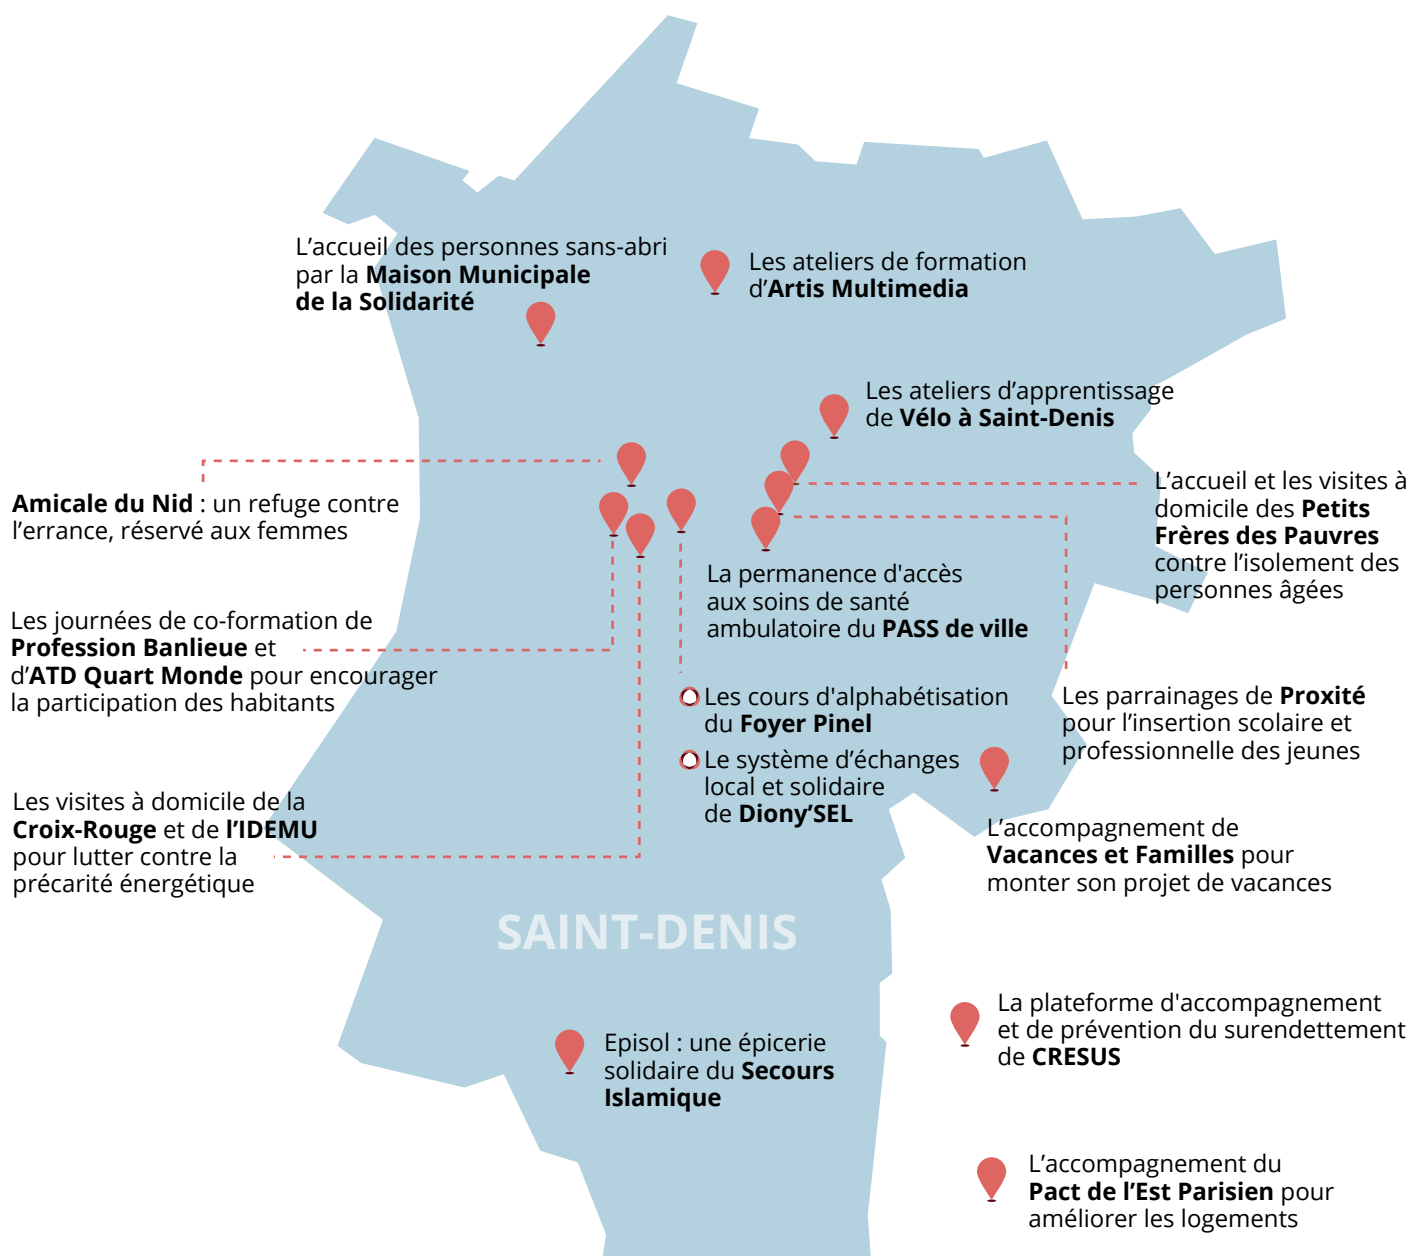 L’accueil des personnes sans-abri
par la Maison Municipale
de la Solidarité
Les ateliers de formation
d’Artis Multimedia
Les ateliers d’apprentissage
de Vélo à Saint-Denis
Amicale du Nid : un refuge contre
l’errance, réservé aux femmes
L’accueil et les visites à
domicile des Petits
Frères des Pauvres
contre l’isolement des
personnes âgées
La permanence d'accès
aux soins de santé
ambulatoire du PASS de ville
Les journées de co-formation de
Profession Banlieue et
d’ATD Quart Monde pour encourager
la participation des habitants
Les cours d'alphabétisation
du Foyer Pinel
Le système d’échanges
local et solidaire
de Diony’SEL
Les parrainages de Proxité
pour l’insertion scolaire et
professionnelle des jeunes
Les visites à domicile de la
Croix-Rouge et de l’IDEMU
pour lutter contre la
précarité énergétique
L’accompagnement de
Vacances et Familles pour
monter son projet de vacances
SAINT-DENIS
La plateforme d'accompagnement
et de prévention du surendettement
de CRESUS
Episol : une épicerie
solidaire du Secours
Islamique
L’accompagnement du
Pact de l’Est Parisien pour
améliorer les logements